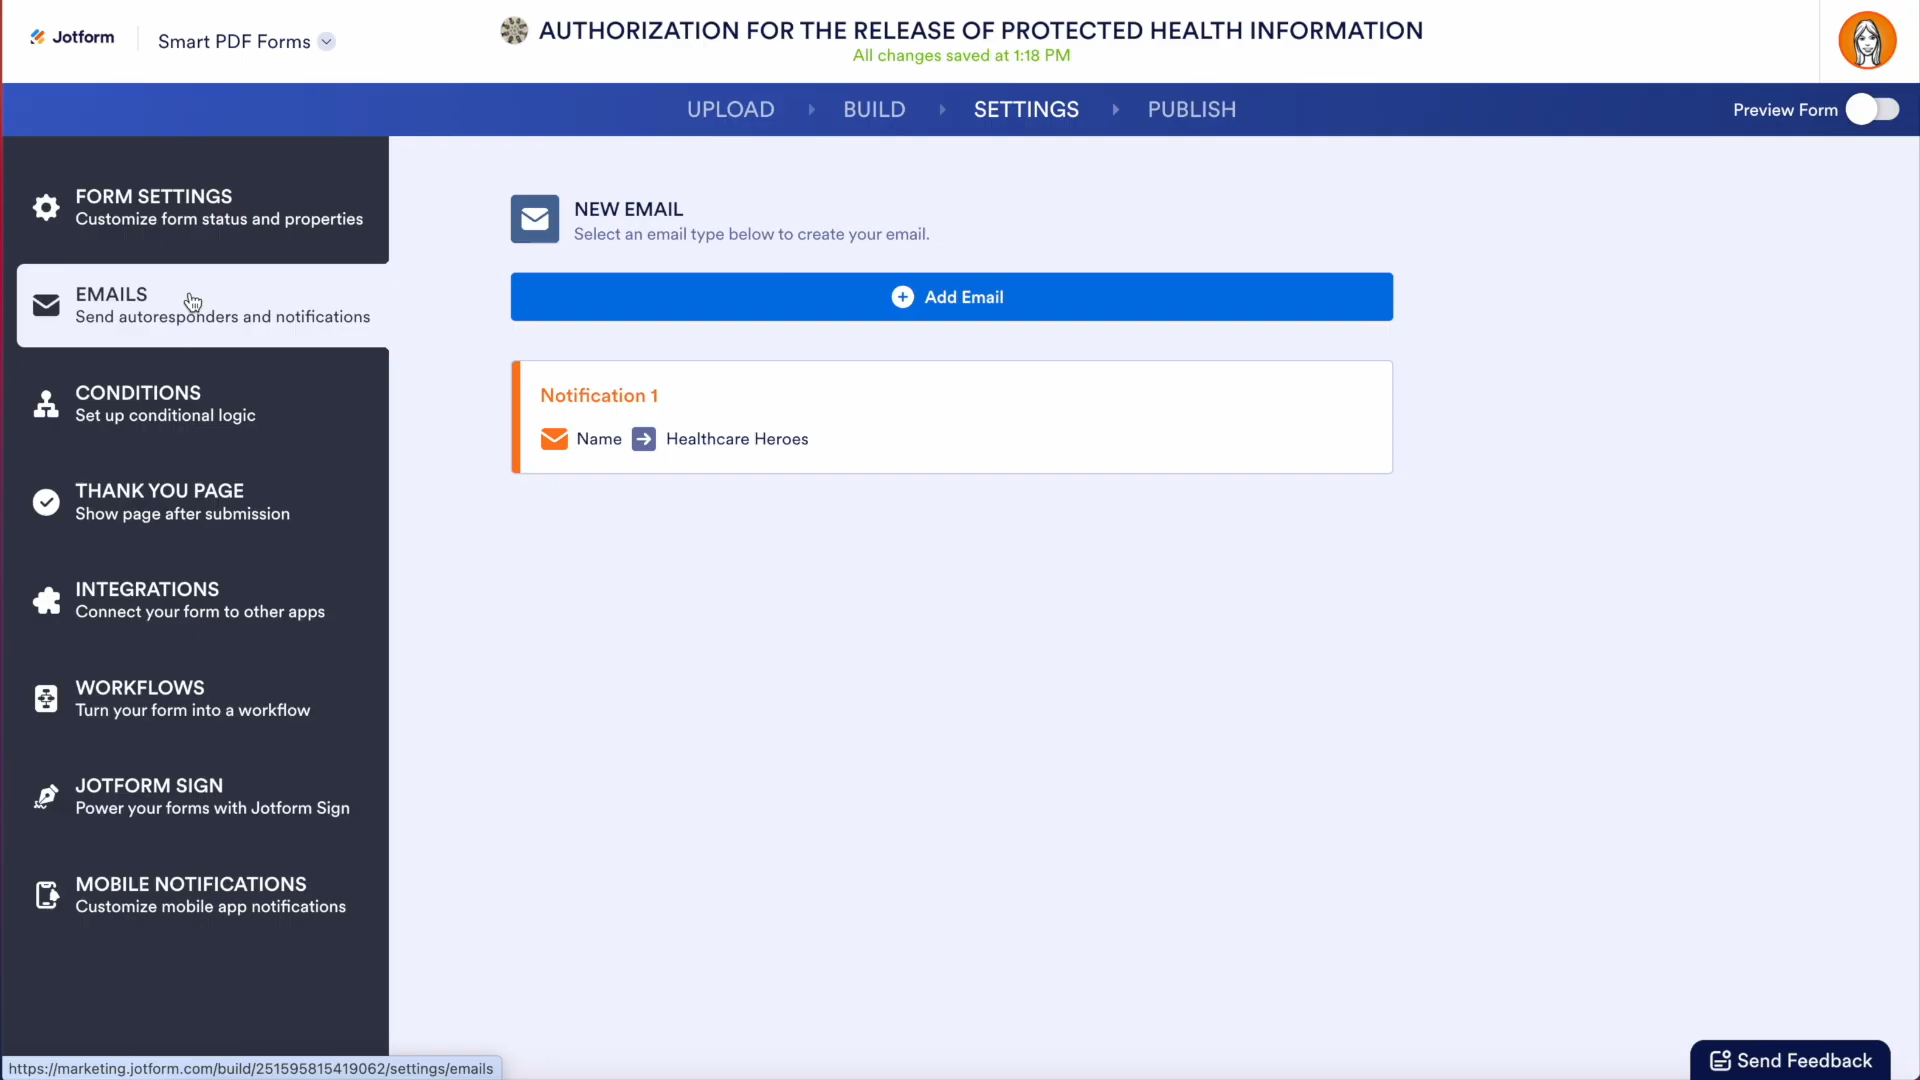 Jotform
Smart PDF Forms
AUTHORIZATION FOR THE RELEASE OF PROTECTED HEALTH INFORMATION
All changes saved at 1:18 PM
UPLOAD
BUILD
SETTINGS
PUBLISH
Preview Form
FORM SETTINGS
Customize form status and properties
EMAILS
Send autoresponders and notifications
CONDITIONS
Set up conditional logic
THANK YOU PAGE
Show page after submission
INTEGRATIONS
Connect your form to other apps
WORKFLOWS
Turn your form into a workflow
JOTFORM SIGN
Power your forms with Jotform Sign
MOBILE NOTIFICATIONS
Customize mobile app notifications
NEW EMAIL
Select an email type below to create your email.
Add Email
Notification 1
Name Healthcare Heroes
https://marketing.jotform.com/build/251595815419062/settings/emails
Send Feedback